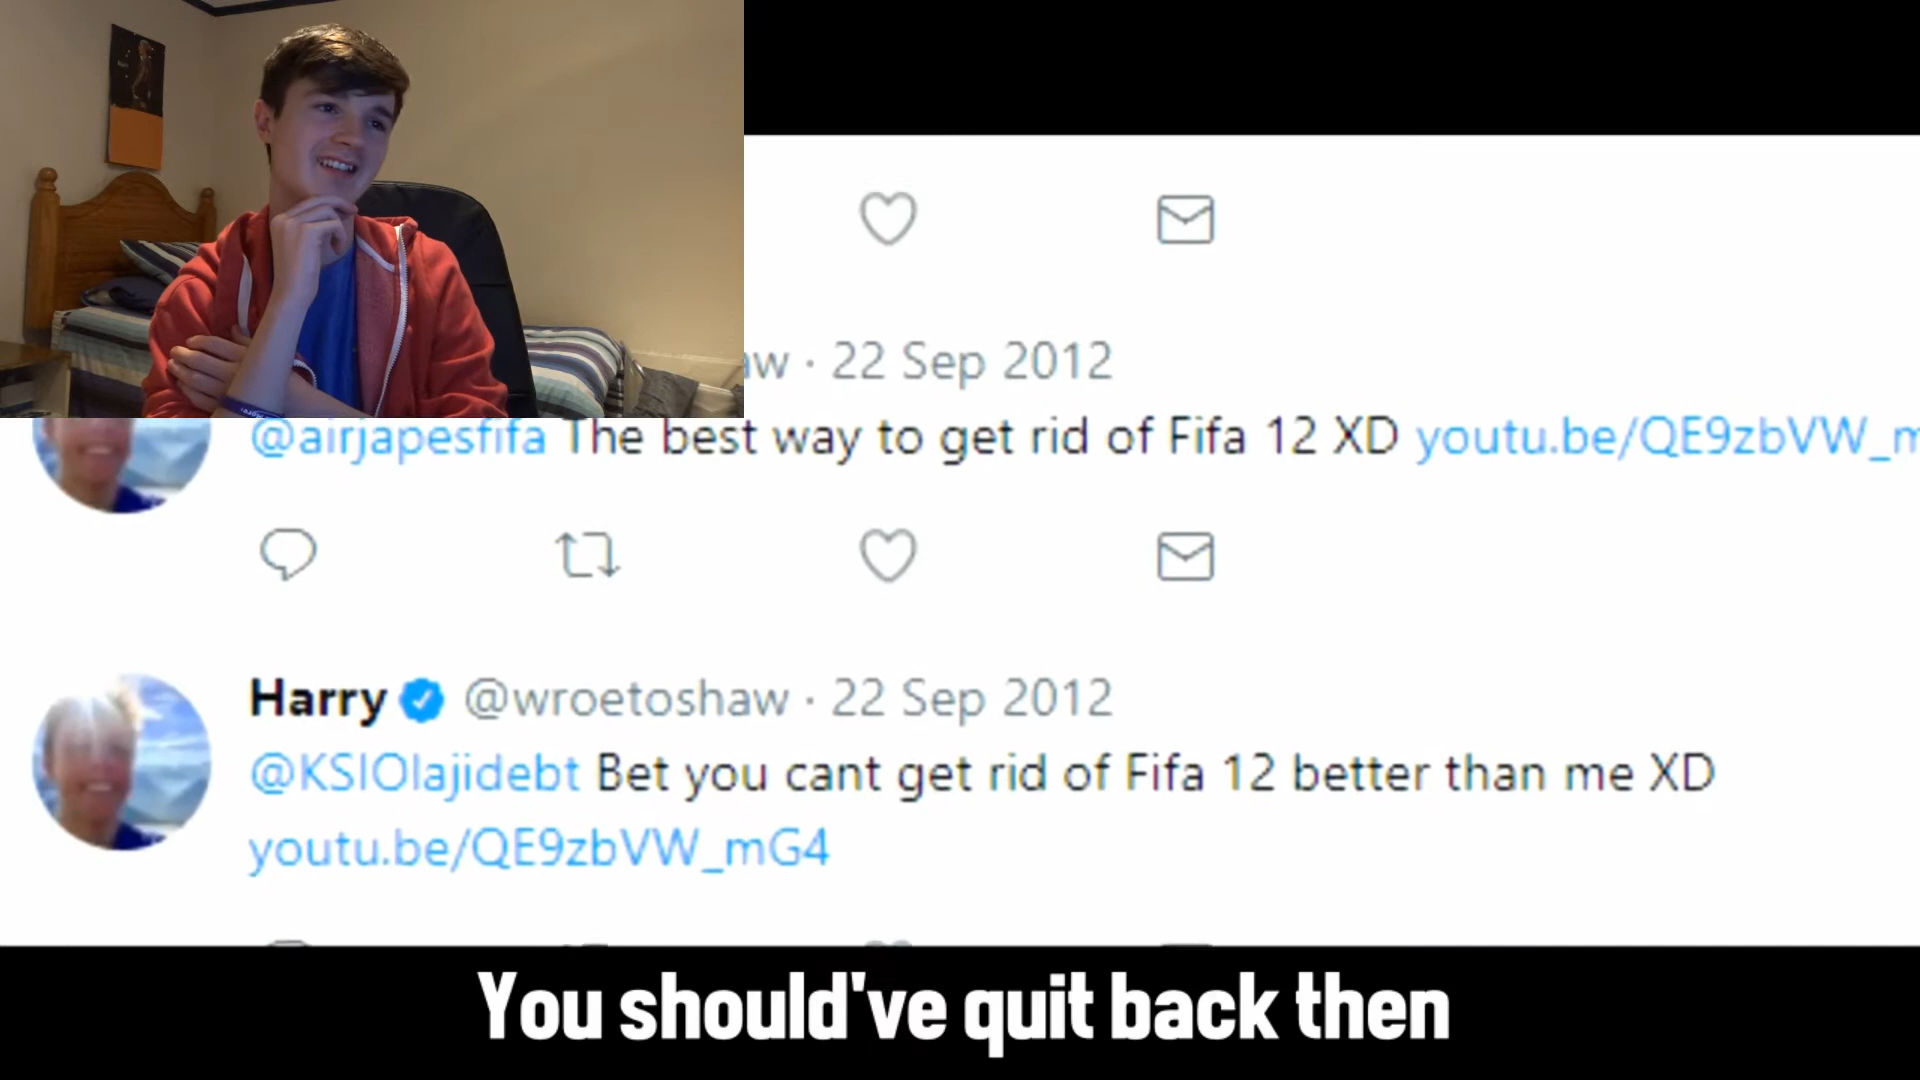 aw · 22 Sep 2012
@airjapesfifa The best way to get rid of Fifa 12 XD youtu.be/QE9zbVW_m
Harry @wroetoshaw · 22 Sep 2012
@KSIOlajidebt Bet you cant get rid of Fifa 12 better than me XD
youtu.be/QE9zbVW_mG4
You should've quit back then